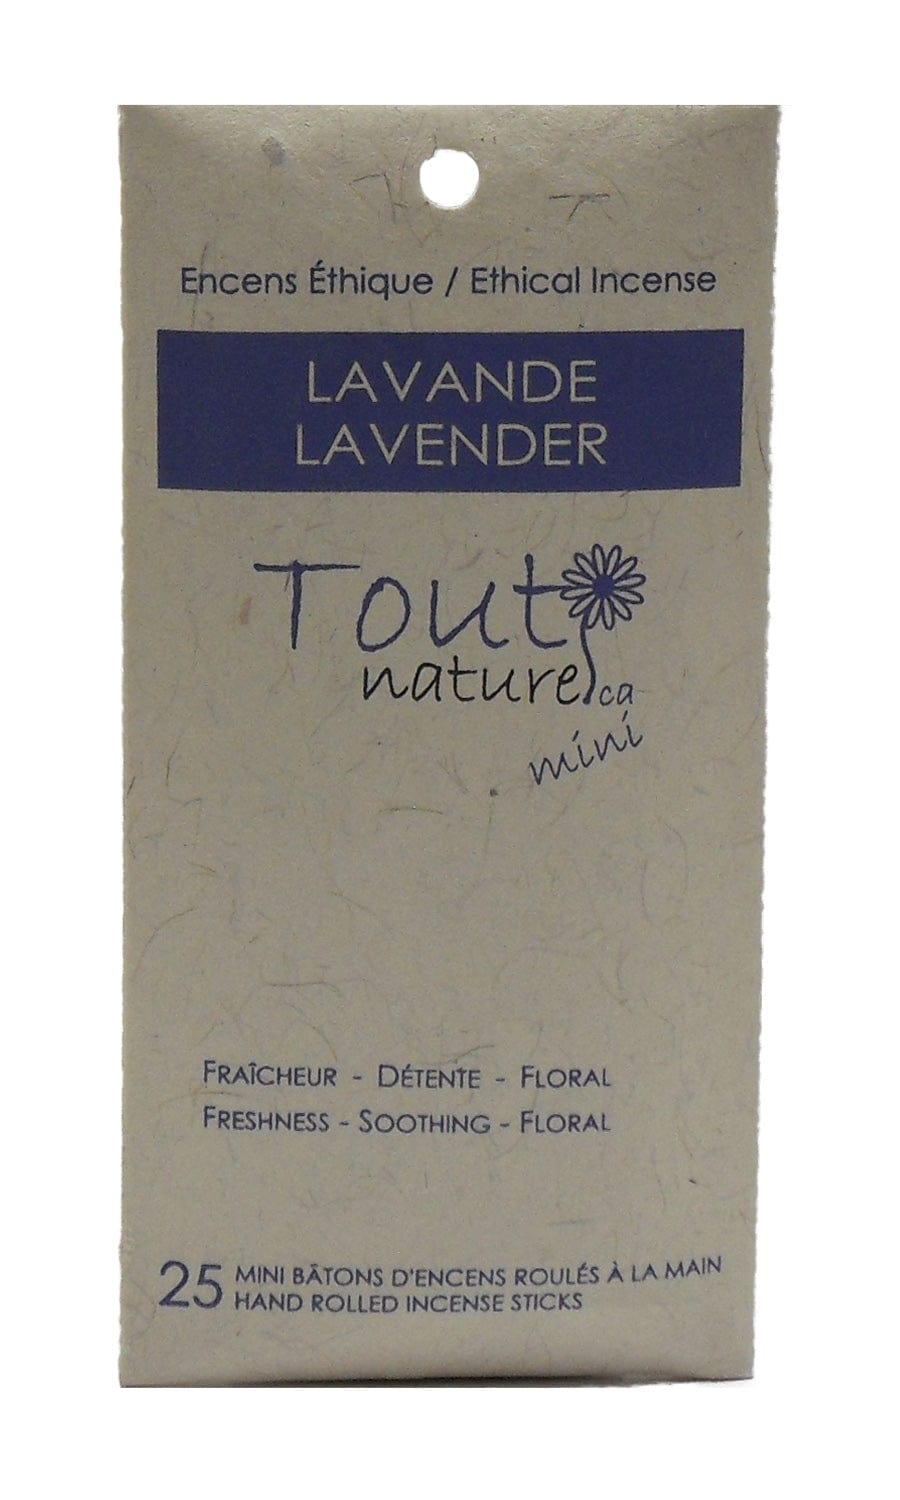 Encens Éthique / Ethical Incense
LAVANDE
LAVENDER
Tout
nature.ca
mini
FRAÎCHEUR - DÉTENTE - FLORAL
FRESHNESS - SOOTHING - FLORAL
25 MINI BÂTONS D'ENCENS ROULÉS À LA MAIN
HAND ROLLED INCENSE STICKS